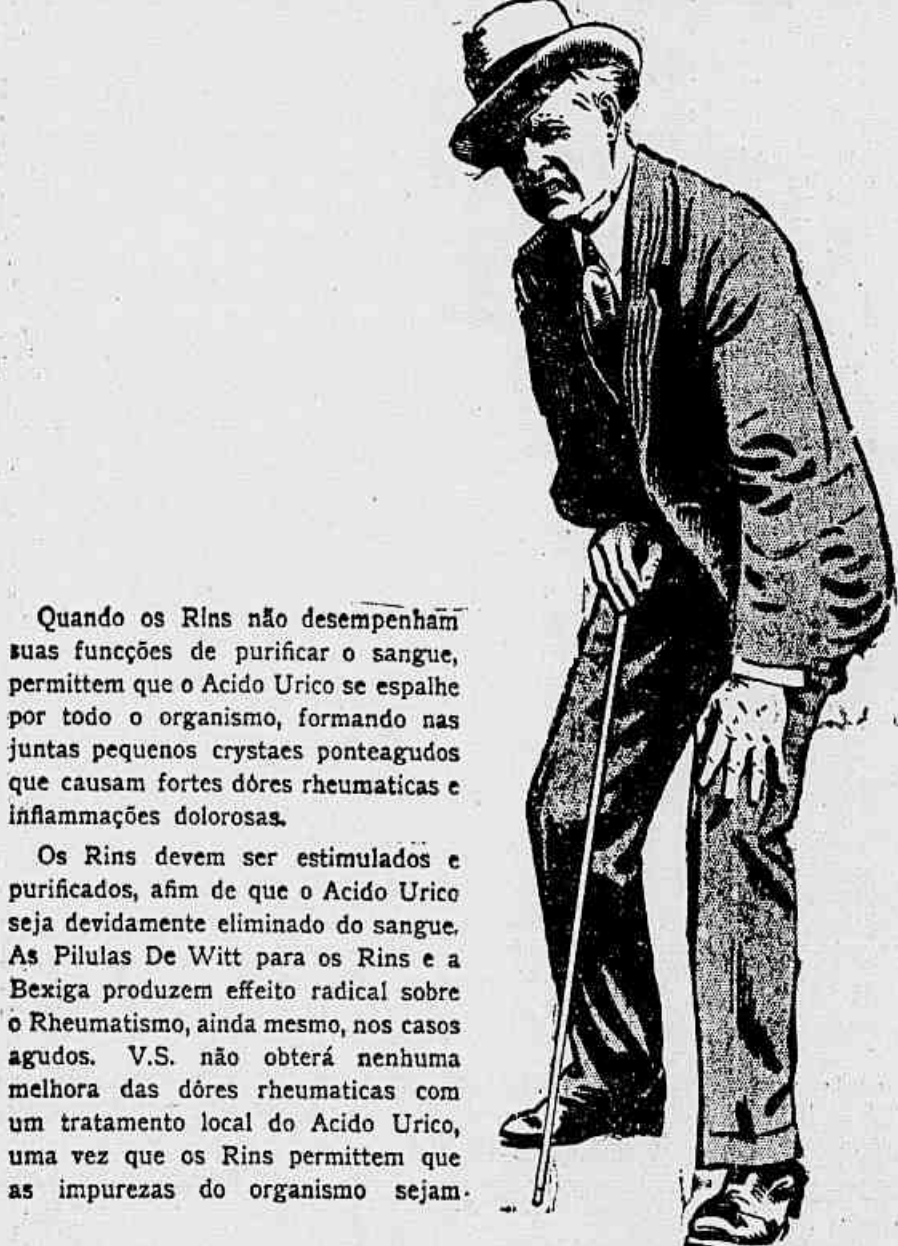 Quando os Rins não desempenham
suas funcções de purificar o sangue,
permittem que o Acido Urico se espalhe
por todo o organismo, formando nas
juntas pequenos crystaes ponteagudos
que causam fortes dôres rheumaticas e
inflammações dolorosas.
Os Rins devem ser estimulados e
purificados, afim de que o Acido Urico
seja devidamente eliminado do sangue.
As Pilulas De Witt para os Rins e a
Bexiga produzem effeito radical sobre
o Rheumatismo, ainda mesmo, nos casos
agudos. V.S. não obterá nenhuma
melhora das dôres rheumaticas com
um tratamento local do Acido Urico,
uma vez que os Rins permittem que
as impurezas do organismo sejam